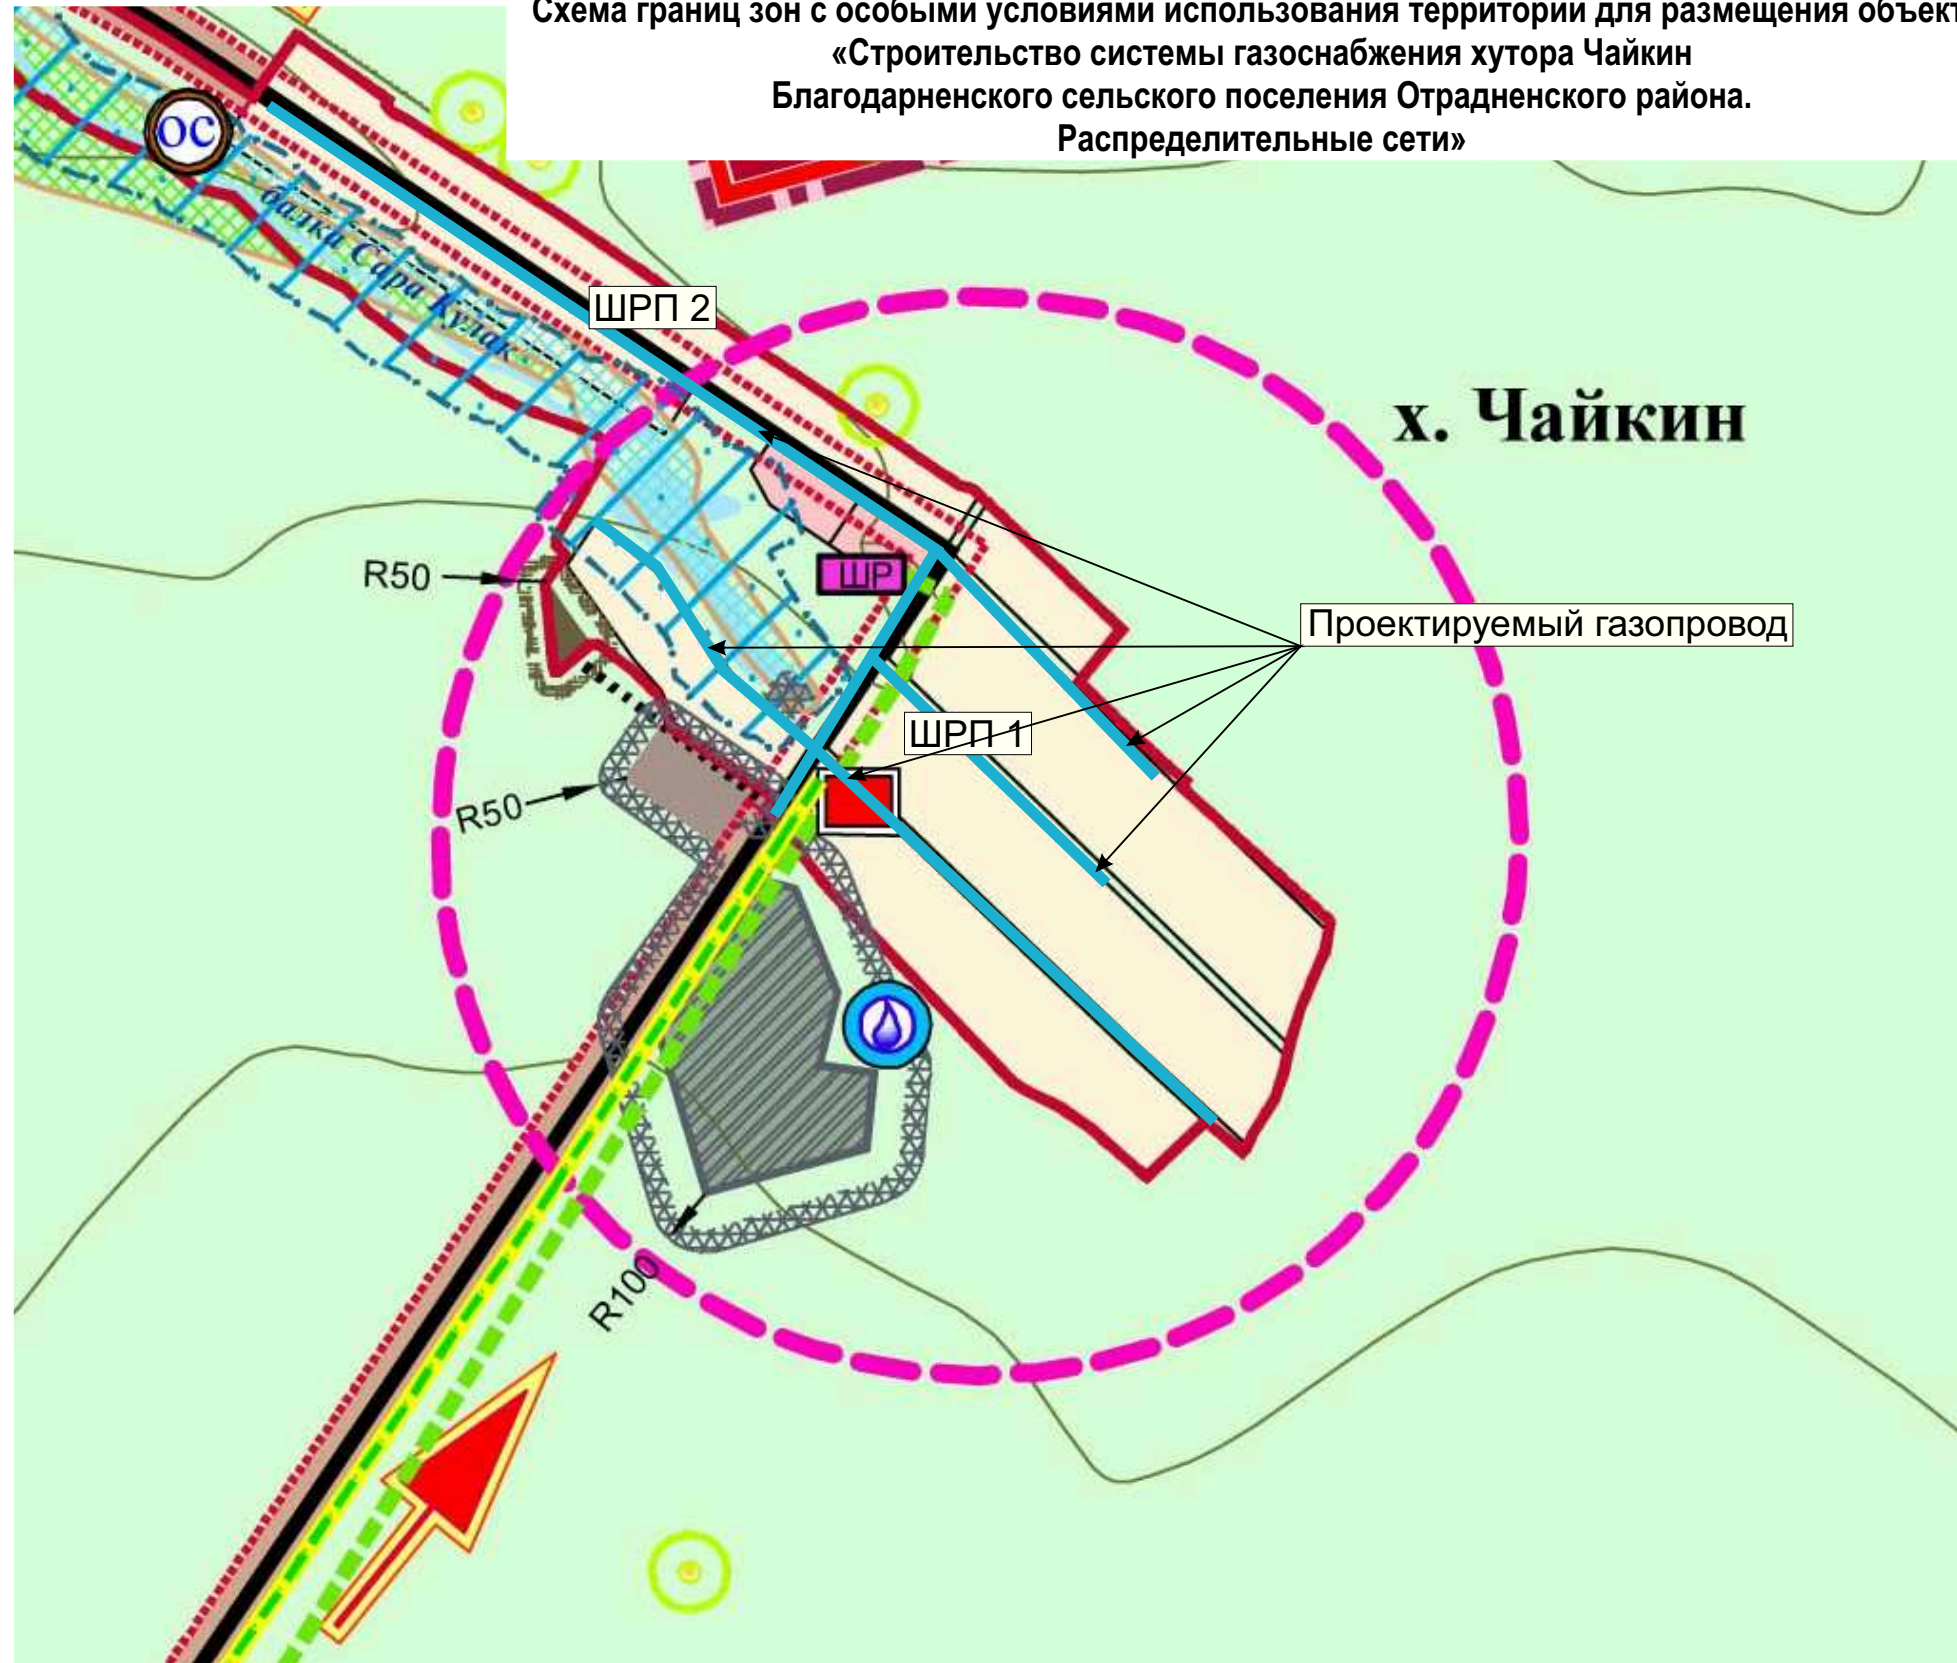 Схема границ зон с особыми условиями использования территории для размещения объект
«Строительство системы газоснабжения хутора Чайкин
Благодарненского сельского поселения Отрадненского района.
Распределительные сети»
ОС
балка Сара Кулак
ШРП 2
х. Чайкин
R50
ШР
Проектируемый газопровод
ШРП 1
R50
R100